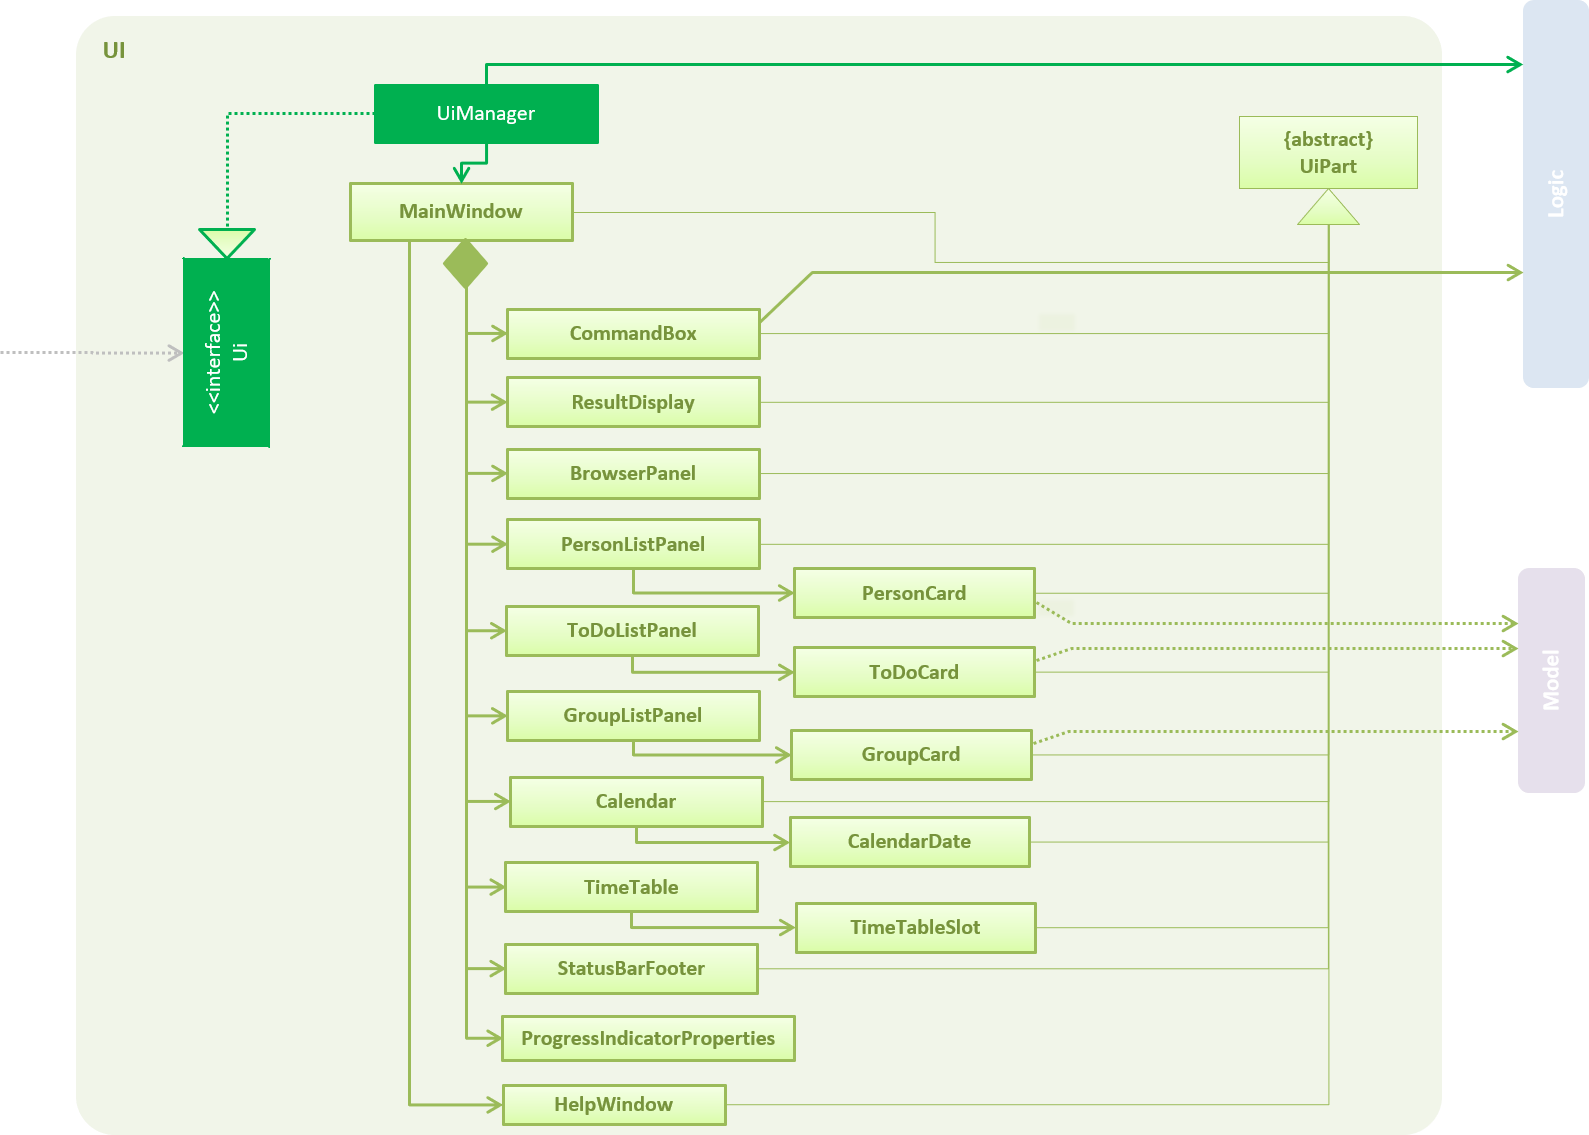 UI
UiManager
{abstract}
UiPart
Logic
MainWindow
<<interface>>
Ui
CommandBox
ResultDisplay
BrowserPanel
PersonListPanel
PersonCard
ToDoListPanel
ToDoCard
Model
GroupListPanel
GroupCard
Calendar
CalendarDate
TimeTable
TimeTableSlot
StatusBarFooter
ProgressIndicatorProperties
HelpWindow